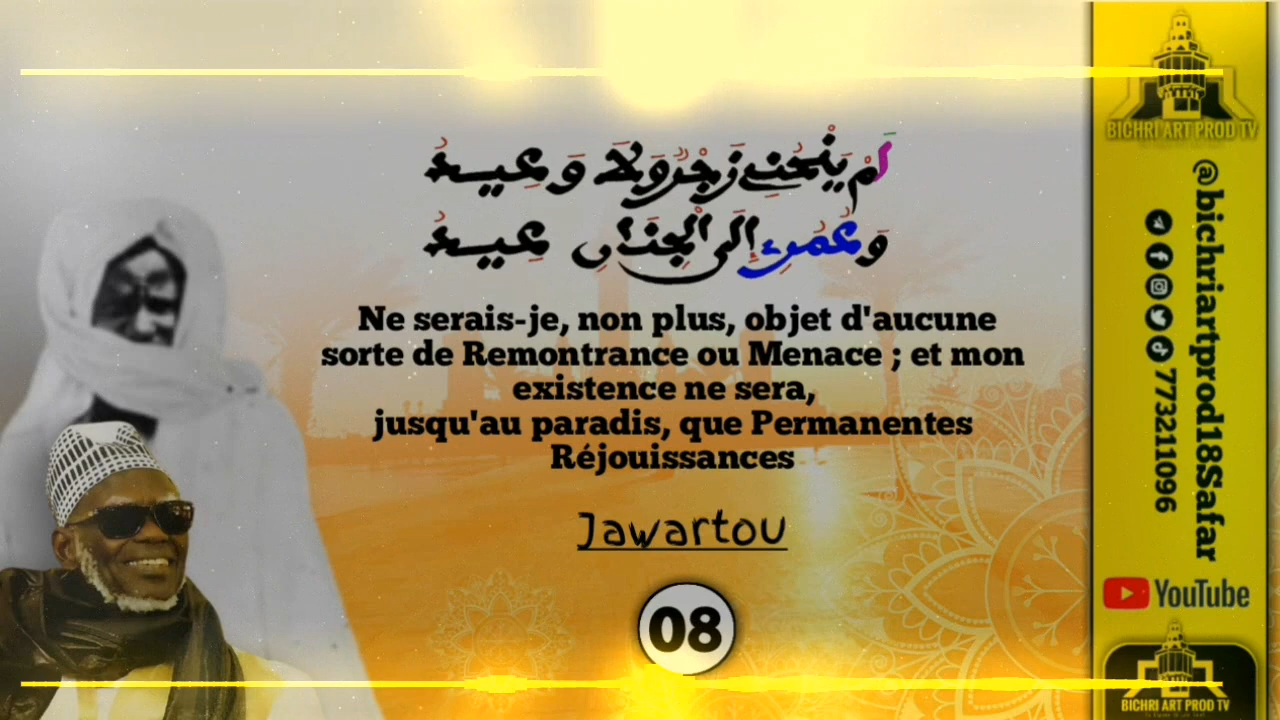 لَمْ يَنْحُنِے زَجْرٌ وَلَا وَعِيدُ
وَعُمُرِے إِلَى الْجِنَانِ عِيدُ
Ne serais-je, non plus, objet d'aucune
sorte de Remontrance ou Menace ; et mon
existence ne sera,
jusqu'au paradis, que Permanentes
Réjouissances
Jawartou
08
BICHRI ART PROD TV
@bichriartprod18Safar
773211096
YouTube
BICHRI ART PROD TV